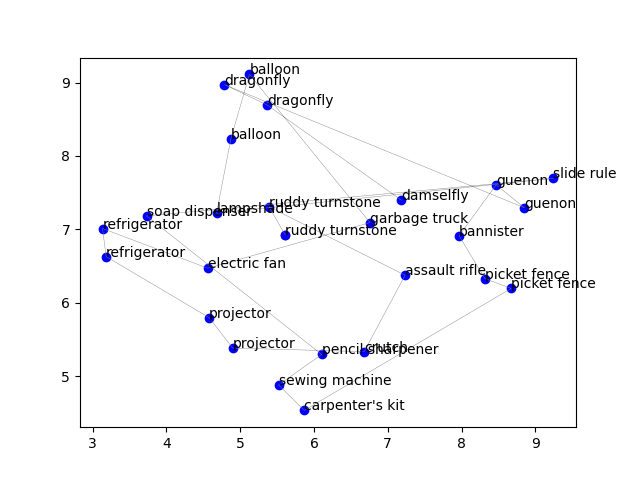 balloon
dragonfly
dragonfly
balloon
slide rule
guenon
damselfly
guenon
ruddy turnstone
lampshade
soap dispenser
garbage truck
refrigerator
ruddy turnstone
bannister
refrigerator
electric fan
assault rifle
picket fence
picket fence
projector
projector
pencil sharpener
crutch
sewing machine
carpenter's kit
9
8
7
6
5
3 4 5 6 7 8 9